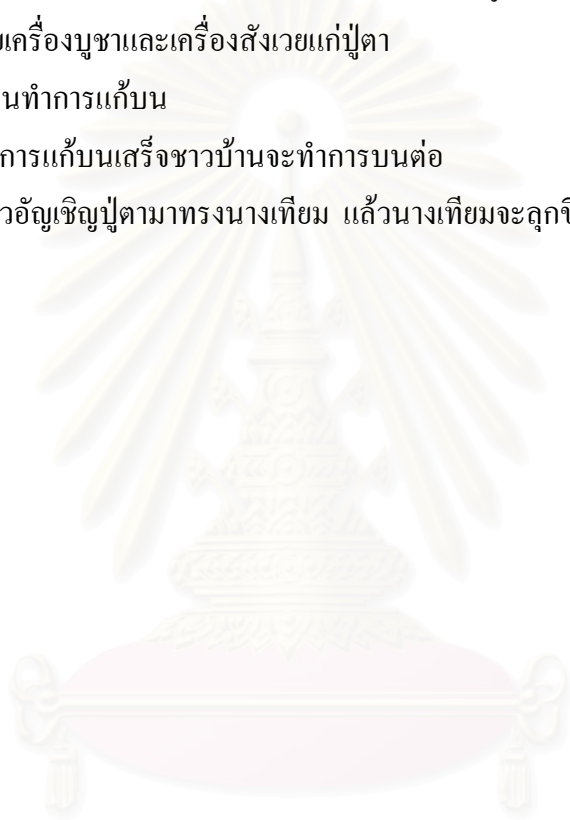 เครื่องบูชาและเครื่องสังเวยแก่ปู่ตา
นทำการแก้บน
การแก้บนเสร็จชาวบ้านจะทำการบนต่อ
วอัญเชิญปู่ตามาทรงนางเทียม แล้วนางเทียมจะลุก